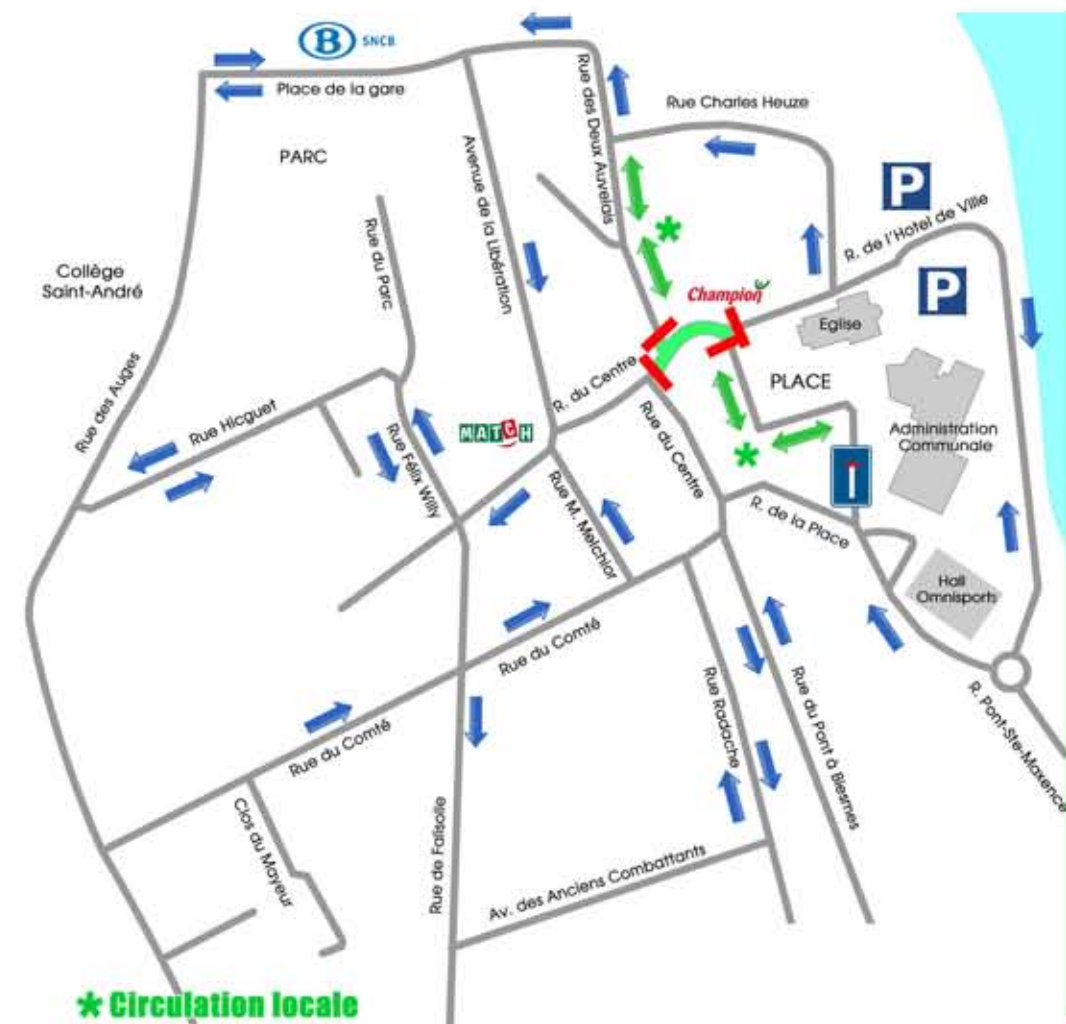 B SNCB
Place de la gare
PARC
Rue des Deux Auvelais
Rue Charles Heuze
Avenue de la Libération
P
R. de l'Hotel de Ville
Rue du Parc
Collège
Saint-André
P
Champion
Eglise
Rue des Auges
R. du Centre
PLACE
Rue Hicguet
MATCH
Rue Félix Willy
Rue du Centre
Administration
Communale
Rue M. Melchior
R. de la Place
Hall
Omnisports
Rue du Comté
Rue Radache
Rue du Pont à Biesmes
R. Pont-Ste-Maxence
Rue du Comté
Clos du Mayeur
Rue de Falisolle
Av. des Anciens Combattants
* Circulation locale